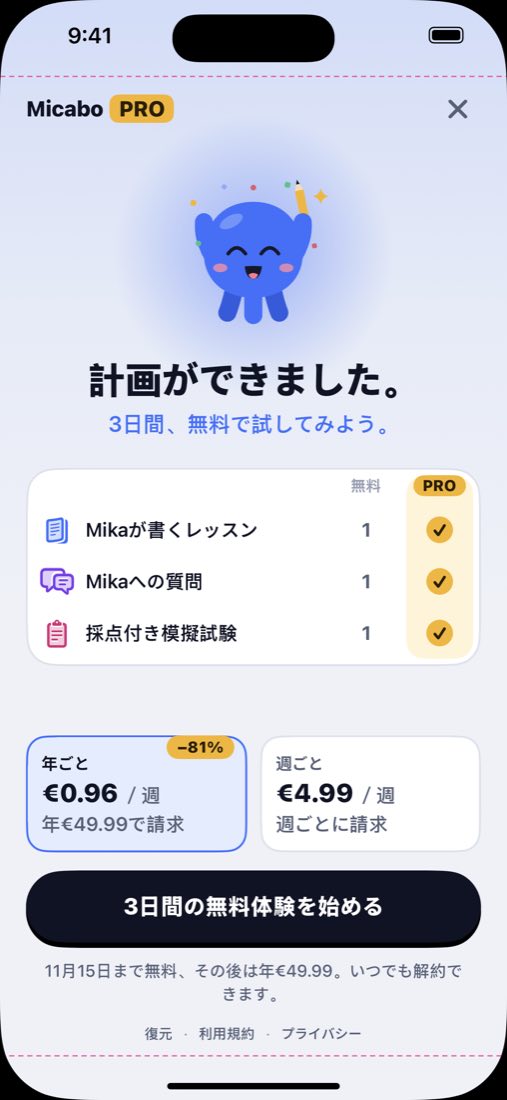 9:41
Micabo PRO
計画ができました。
3日間、無料で試してみよう。
無料 PRO
Mikaが書くレッスン 1
Mikaへの質問 1
採点付き模擬試験 1
−81%
年ごと
€0.96 / 週
年€49.99で請求
週ごと
€4.99 / 週
週ごとに請求
3日間の無料体験を始める
11月15日まで無料、その後は年€49.99。いつでも解約で
きます。
復元 · 利用規約 · プライバシー